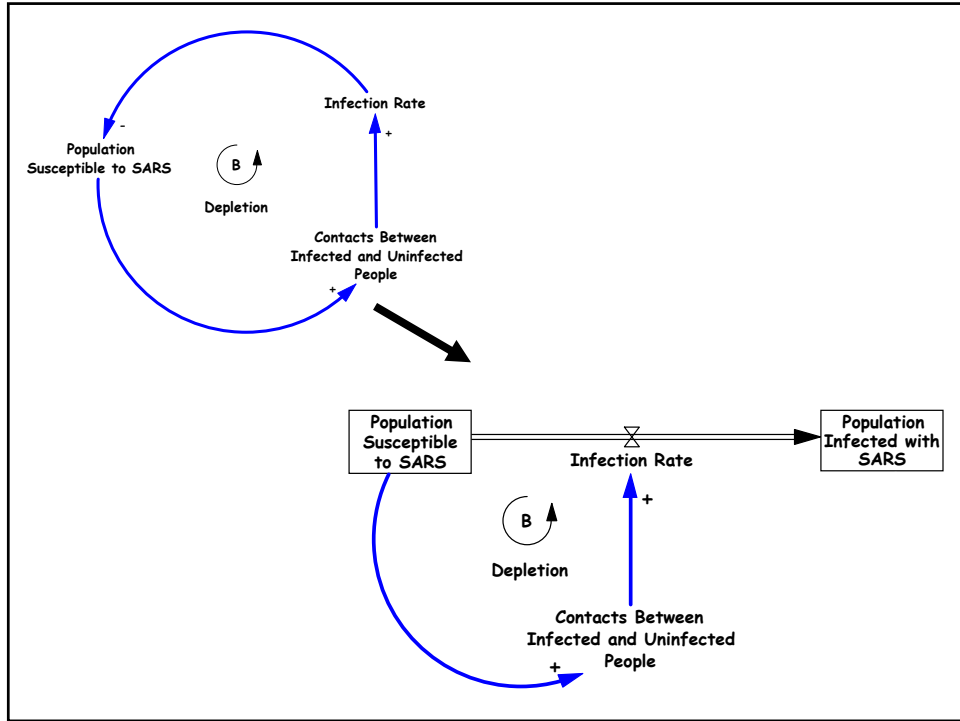 Infection Rate
-
+
Population
Susceptible to SARS
B
Depletion
Contacts Between
Infected and Uninfected
People
+
Population
Susceptible
to SARS
Population
Infected with
SARS
Infection Rate
+
B
Depletion
Contacts Between
Infected and Uninfected
People
+